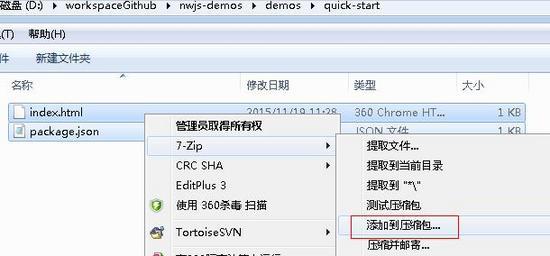 磁盘 (D:) ▸ workspaceGithub ▸ nwjs-demos ▸ demos ▸ quick-start
工具(T) 帮助(H)
新建文件夹
名称 修改日期 类型 大小
index.html 2015/11/19 11:28 360 Chrome HT... 1 KB
package.json JSON 文件 1 KB
管理员取得所有权
7-Zip
CRC SHA
EditPlus 3
使用 360杀毒 扫描
TortoiseSVN
提取文件...
提取到当前目录
提取到 "*\"
测试压缩包
添加到压缩包...
压缩并邮寄...